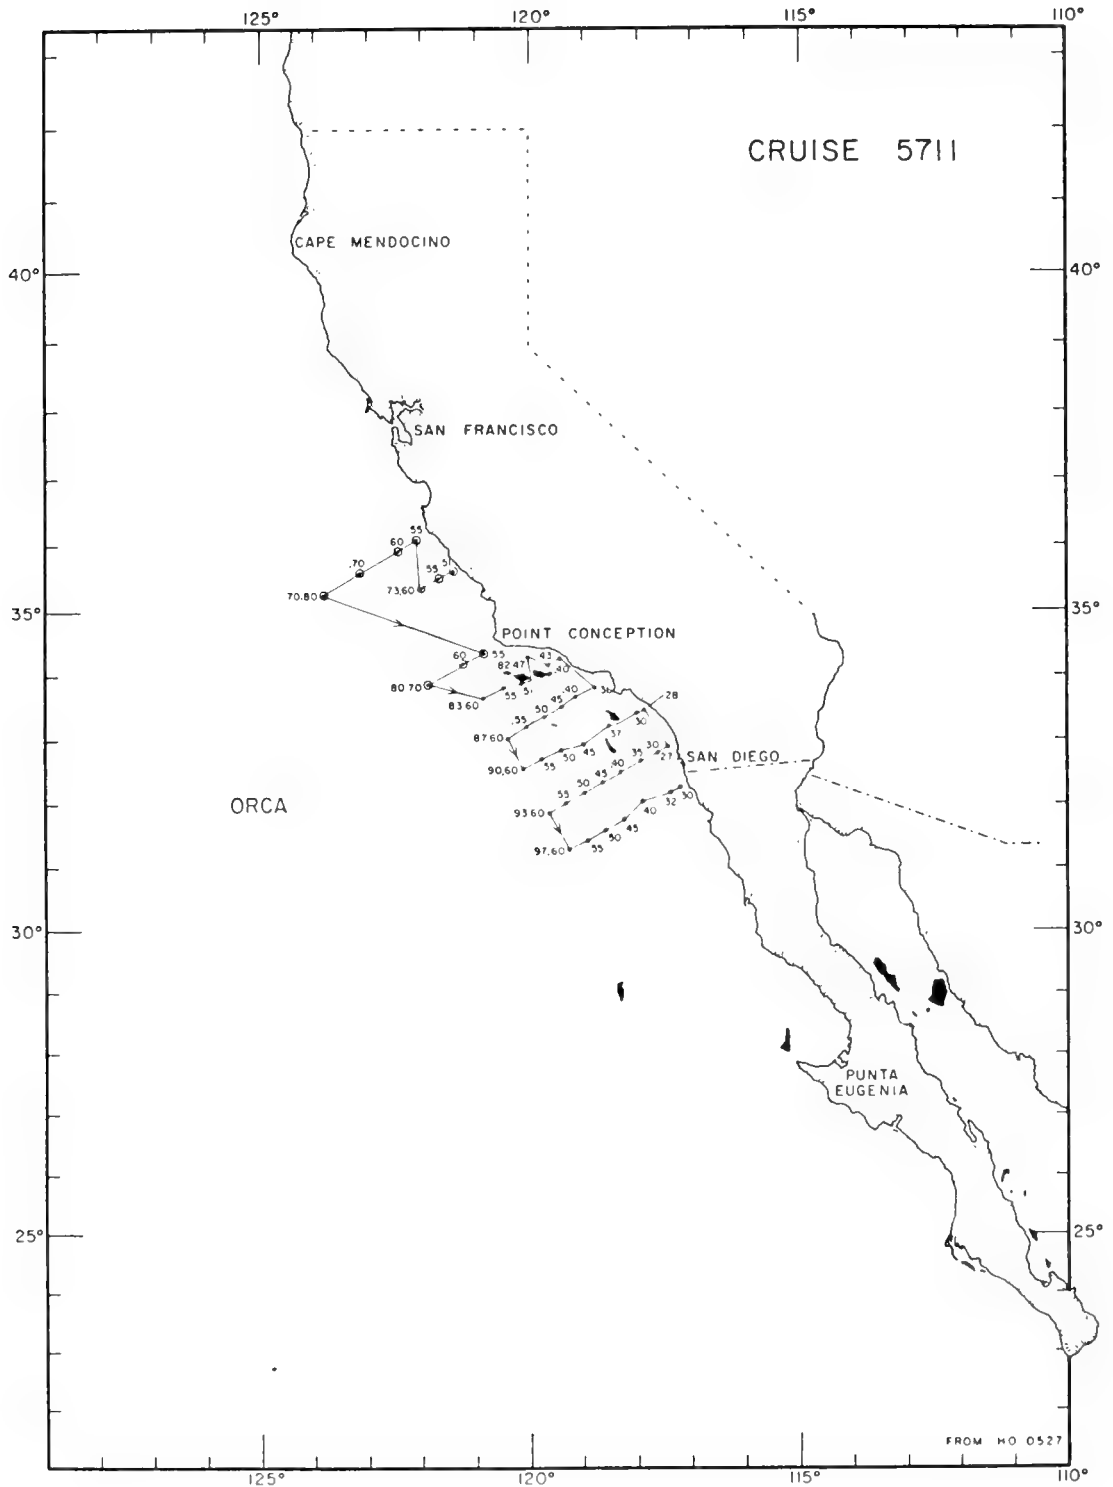 125° 120° 115° 110°
CRUISE 5711
CAPE MENDOCINO
40° 40°
SAN FRANCISCO
55
60
70
55 51
70.80 73,60
35° 35°
POINT CONCEPTION
60 55
82.47 43
40
80.70
83.60 55 51
55 50 45 40 36
28
87.60
37 30
90,60 55 50 45
SAN DIEGO
55 50 45 40 35 30 27
93.60
ORCA
40 32 30
97,60 55 50 45
30° 30°
PUNTA
EUGENIA
25° 25°
FROM HO 0527
125° 120° 115° 110°